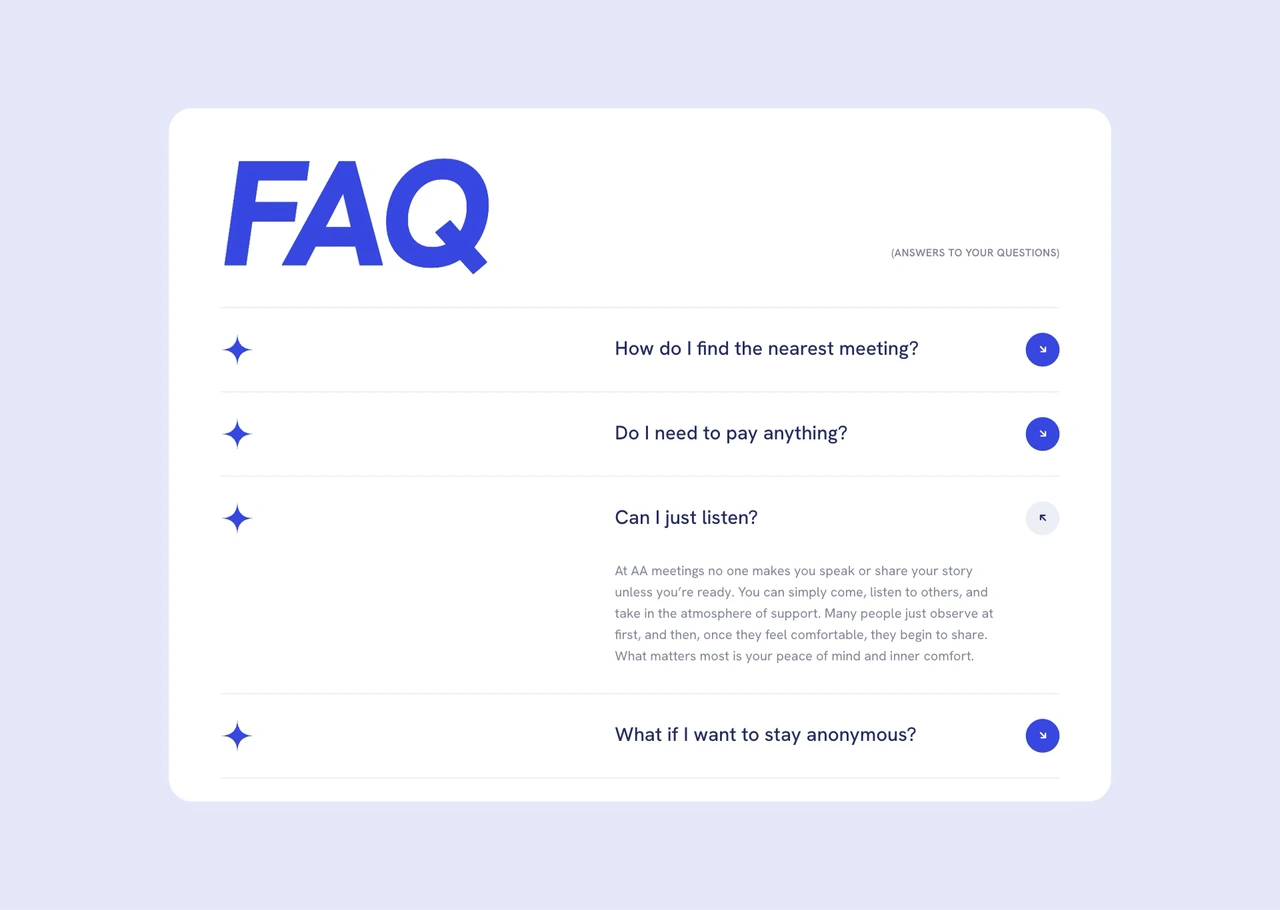 FAQ
(ANSWERS TO YOUR QUESTIONS)
How do I find the nearest meeting?
Do I need to pay anything?
Can I just listen?
At AA meetings no one makes you speak or share your story
unless you’re ready. You can simply come, listen to others, and
take in the atmosphere of support. Many people just observe at
first, and then, once they feel comfortable, they begin to share.
What matters most is your peace of mind and inner comfort.
What if I want to stay anonymous?